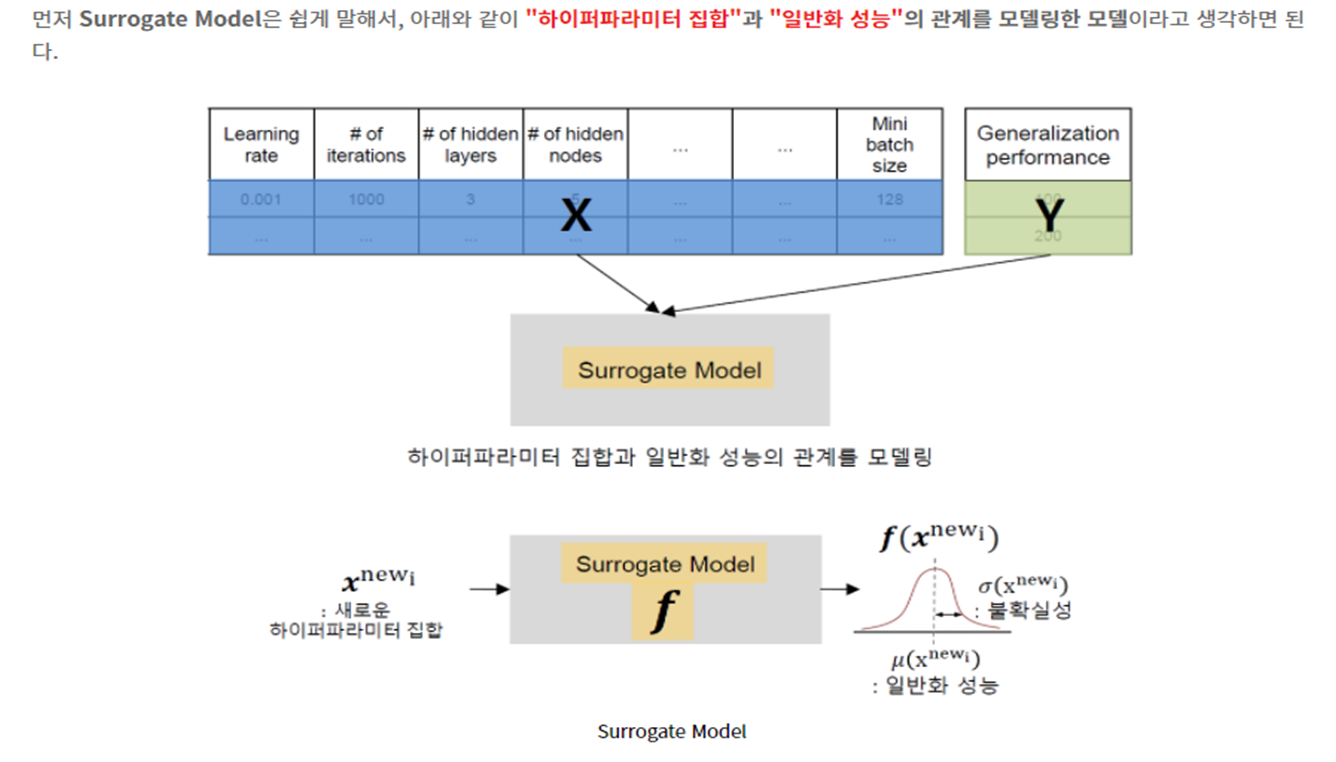 먼저 Surrogate Model은 쉽게 말해서, 아래와 같이 "하이퍼파라미터 집합"과 "일반화 성능"의 관계를 모델링한 모델이라고 생각하면 된
다.
Learning rate # of iterations # of hidden layers # of hidden nodes ... ... Mini batch size Generalization performance
0.001 1000 3 ... ... 128
X Y
... ... ... ... ... ... ... 200
Surrogate Model
하이퍼파라미터 집합과 일반화 성능의 관계를 모델링
x^new_i
: 새로운
하이퍼파라미터 집합
Surrogate Model
f
f(x^new_i)
σ(x^new_i)
: 불확실성
μ(x^new_i)
: 일반화 성능
Surrogate Model